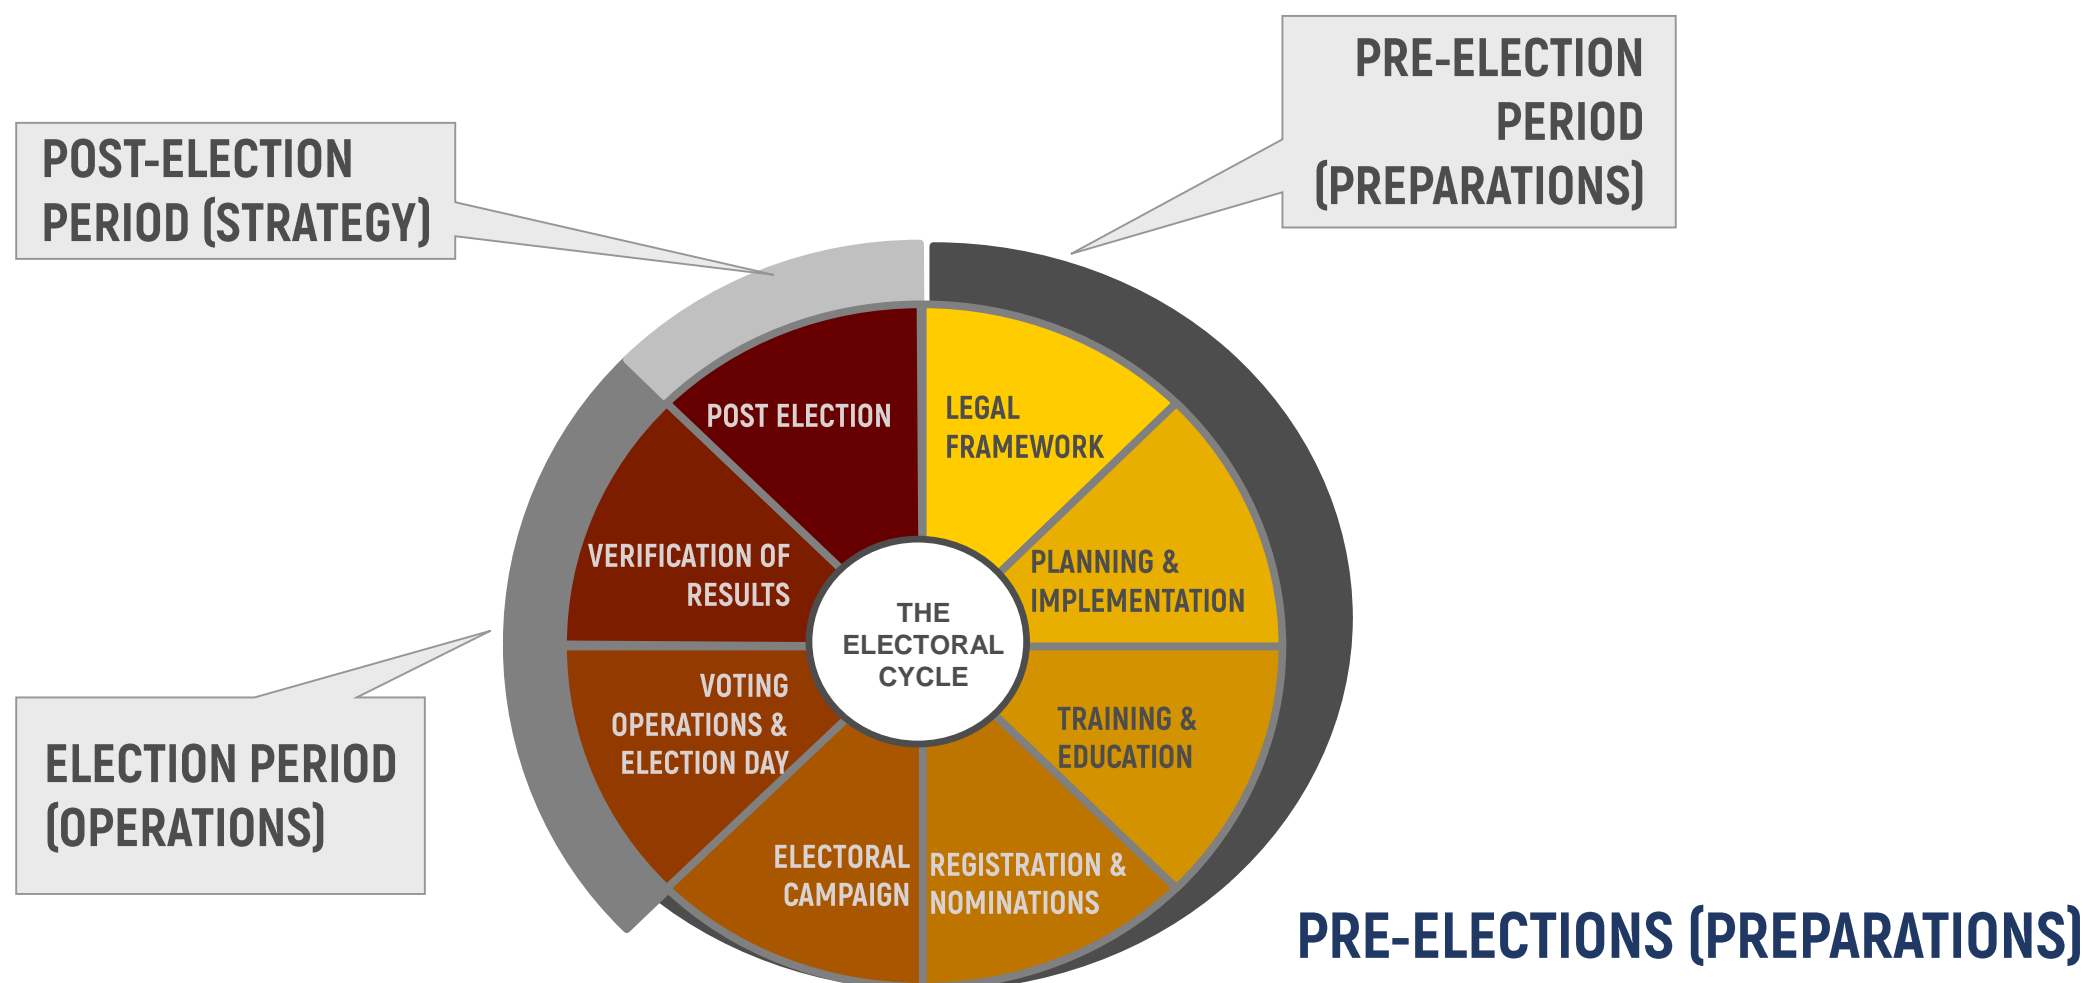 PRE-ELECTION
PERIOD
(PREPARATIONS)
POST-ELECTION
PERIOD (STRATEGY)
POST ELECTION
LEGAL
FRAMEWORK
VERIFICATION OF
RESULTS
PLANNING &
IMPLEMENTATION
THE
ELECTORAL
CYCLE
VOTING
OPERATIONS &
ELECTION DAY
TRAINING &
EDUCATION
ELECTION PERIOD
(OPERATIONS)
ELECTORAL
CAMPAIGN
REGISTRATION &
NOMINATIONS
PRE-ELECTIONS (PREPARATIONS)